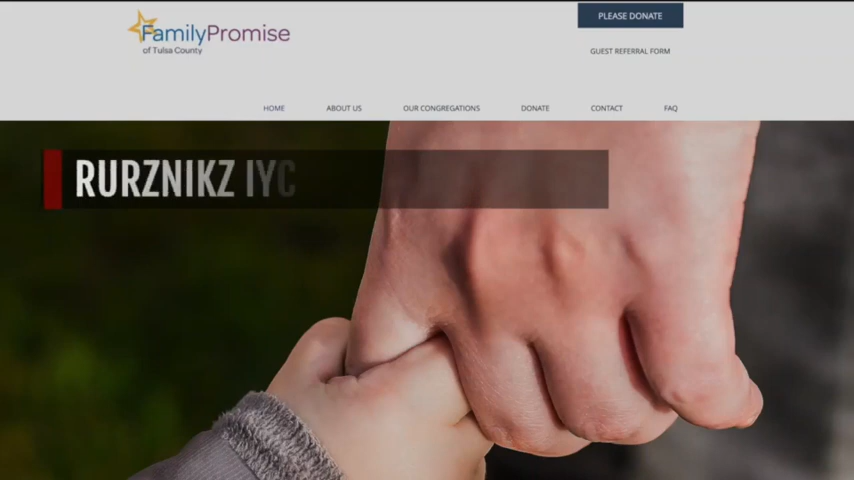 FamilyPromise
of Tulsa County
PLEASE DONATE
GUEST REFERRAL FORM
HOME ABOUT US OUR CONGREGATIONS DONATE CONTACT FAQ
RURZNIKZ IYC